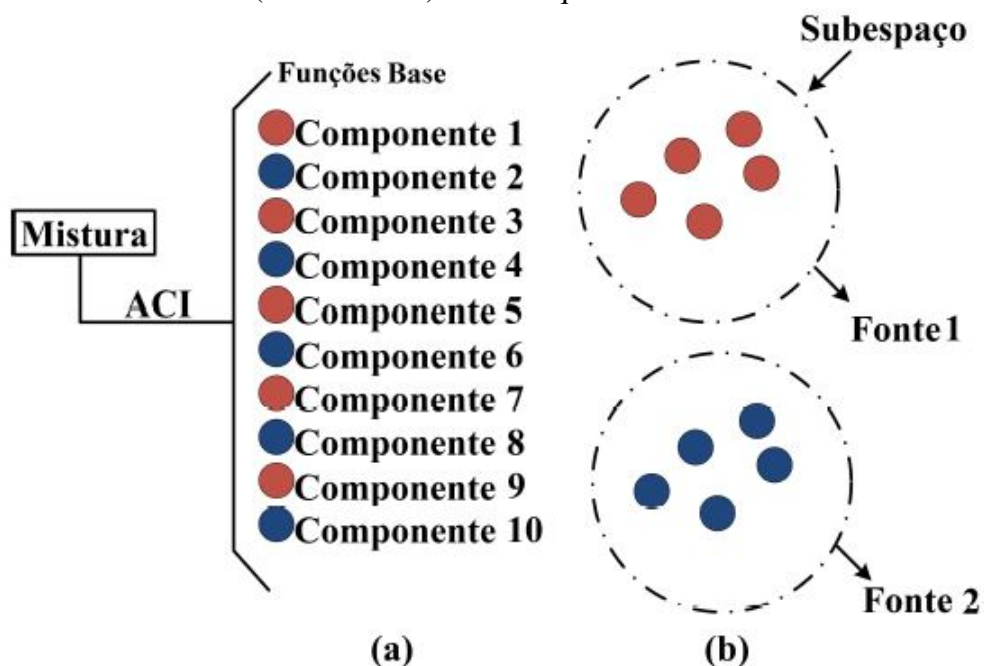 Subespaço
Funções Base
Componente 1
Componente 2
Componente 3
Mistura
Componente 4
ACI
Componente 5
Fonte 1
Componente 6
Componente 7
Componente 8
Componente 9
Componente 10
Fonte 2
(a)
(b)